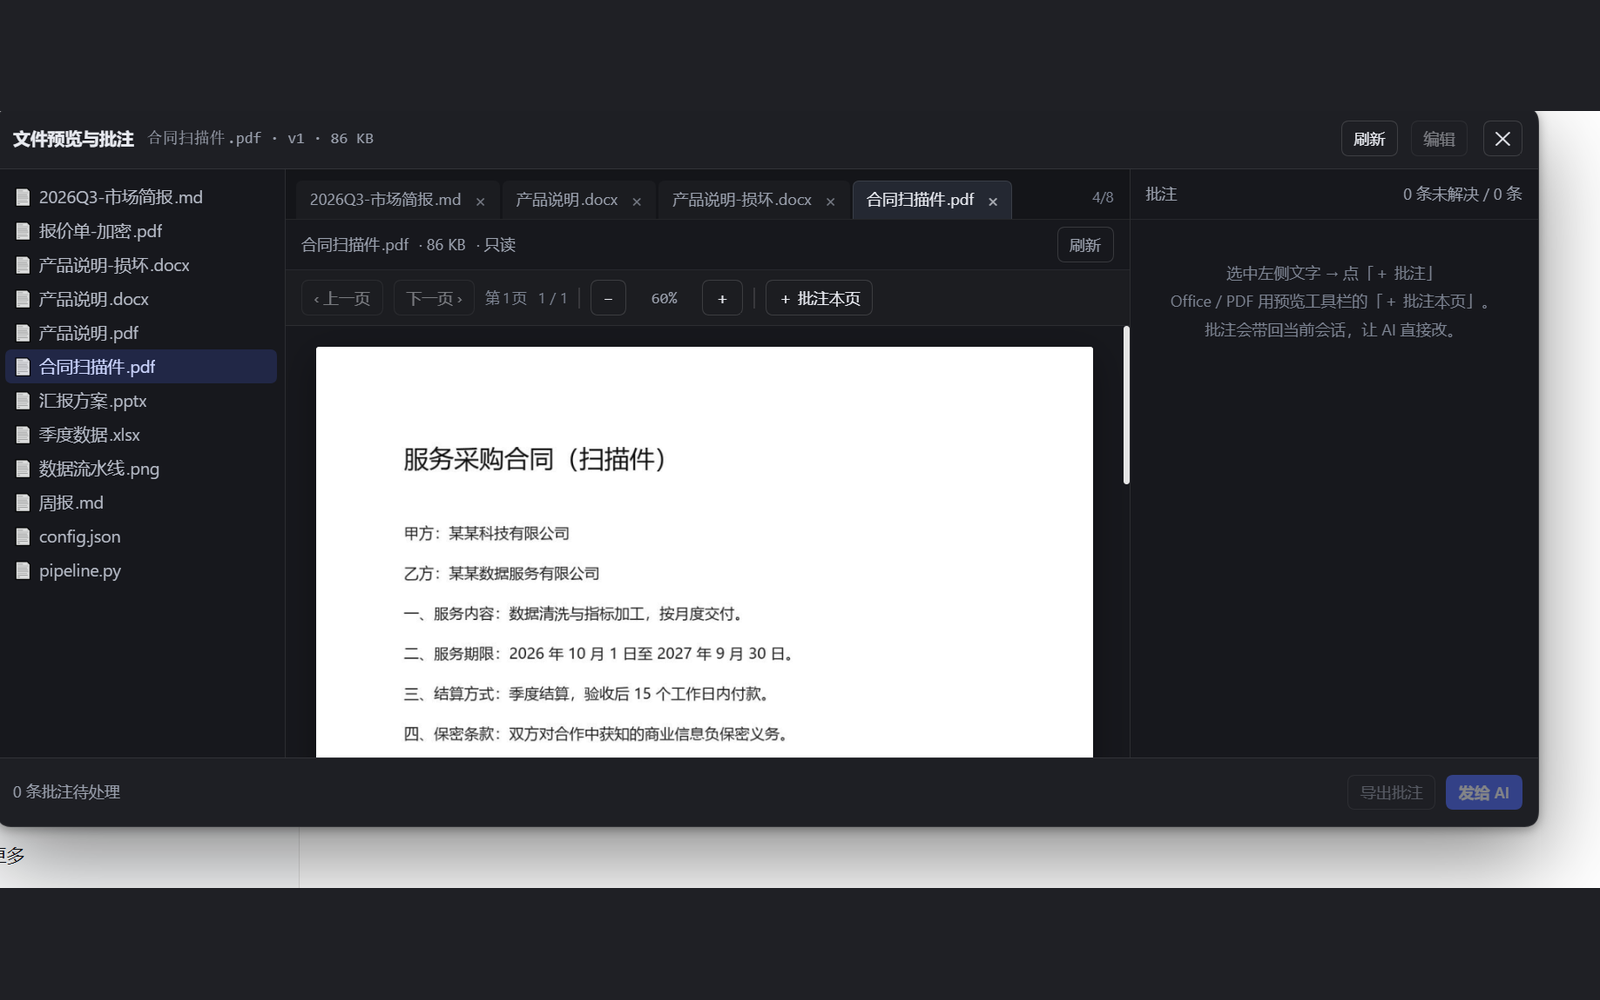 文件预览与批注 合同扫描件.pdf · v1 · 86 KB
刷新 编辑 ×
2026Q3-市场简报.md
报价单-加密.pdf
产品说明-损坏.docx
产品说明.docx
产品说明.pdf
合同扫描件.pdf
汇报方案.pptx
季度数据.xlsx
数据流水线.png
周报.md
config.json
pipeline.py
2026Q3-市场简报.md × 产品说明.docx × 产品说明-损坏.docx × 合同扫描件.pdf × 4/8
合同扫描件.pdf · 86 KB · 只读 刷新
‹ 上一页 下一页 › 第 1 页 1 / 1 − 60% + + 批注本页
服务采购合同（扫描件）
甲方：某某科技有限公司
乙方：某某数据服务有限公司
一、服务内容：数据清洗与指标加工，按月度交付。
二、服务期限：2026 年 10 月 1 日至 2027 年 9 月 30 日。
三、结算方式：季度结算，验收后 15 个工作日内付款。
四、保密条款：双方对合作中获知的商业信息负保密义务。
批注 0 条未解决 / 0 条
选中左侧文字 → 点「+ 批注」
Office / PDF 用预览工具栏的「+ 批注本页」。
批注会带回当前会话，让 AI 直接改。
0 条批注待处理 导出批注 发给 AI
多